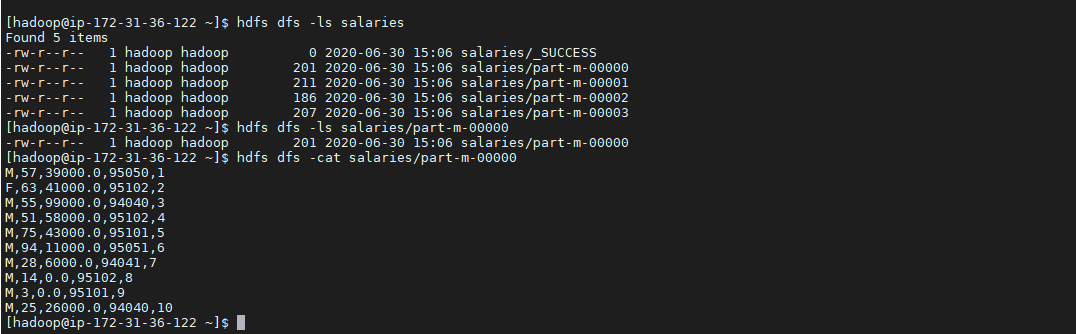 [hadoop@ip-172-31-36-122 ~]$ hdfs dfs -ls salaries
Found 5 items
-rw-r--r--   1 hadoop hadoop          0 2020-06-30 15:06 salaries/_SUCCESS
-rw-r--r--   1 hadoop hadoop        201 2020-06-30 15:06 salaries/part-m-00000
-rw-r--r--   1 hadoop hadoop        211 2020-06-30 15:06 salaries/part-m-00001
-rw-r--r--   1 hadoop hadoop        186 2020-06-30 15:06 salaries/part-m-00002
-rw-r--r--   1 hadoop hadoop        207 2020-06-30 15:06 salaries/part-m-00003
[hadoop@ip-172-31-36-122 ~]$ hdfs dfs -ls salaries/part-m-00000
-rw-r--r--   1 hadoop hadoop        201 2020-06-30 15:06 salaries/part-m-00000
[hadoop@ip-172-31-36-122 ~]$ hdfs dfs -cat salaries/part-m-00000
M,57,39000.0,95050,1
F,63,41000.0,95102,2
M,55,99000.0,94040,3
M,51,58000.0,95102,4
M,75,43000.0,95101,5
M,94,11000.0,95051,6
M,28,6000.0,94041,7
M,14,0.0,95102,8
M,3,0.0,95101,9
M,25,26000.0,94040,10
[hadoop@ip-172-31-36-122 ~]$